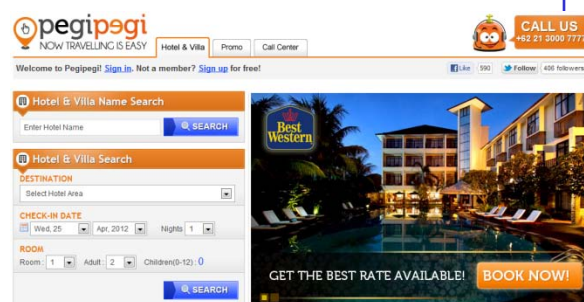 pegipegi
NOW TRAVELLING IS EASY
Hotel & Villa
Promo
Call Center
CALL US
+62 21 3000 7777
Welcome to Pegipegi! Sign in. Not a member? Sign up for free!
Like 590
Follow 406 followers
Hotel & Villa Name Search
Enter Hotel Name
SEARCH
Hotel & Villa Search
DESTINATION
Select Hotel Area
CHECK-IN DATE
Wed, 25 Apr, 2012 Nights 1
ROOM
Room: 1 Adult: 2 Children(0-12): 0
SEARCH
Best
Western
GET THE BEST RATE AVAILABLE!
BOOK NOW!